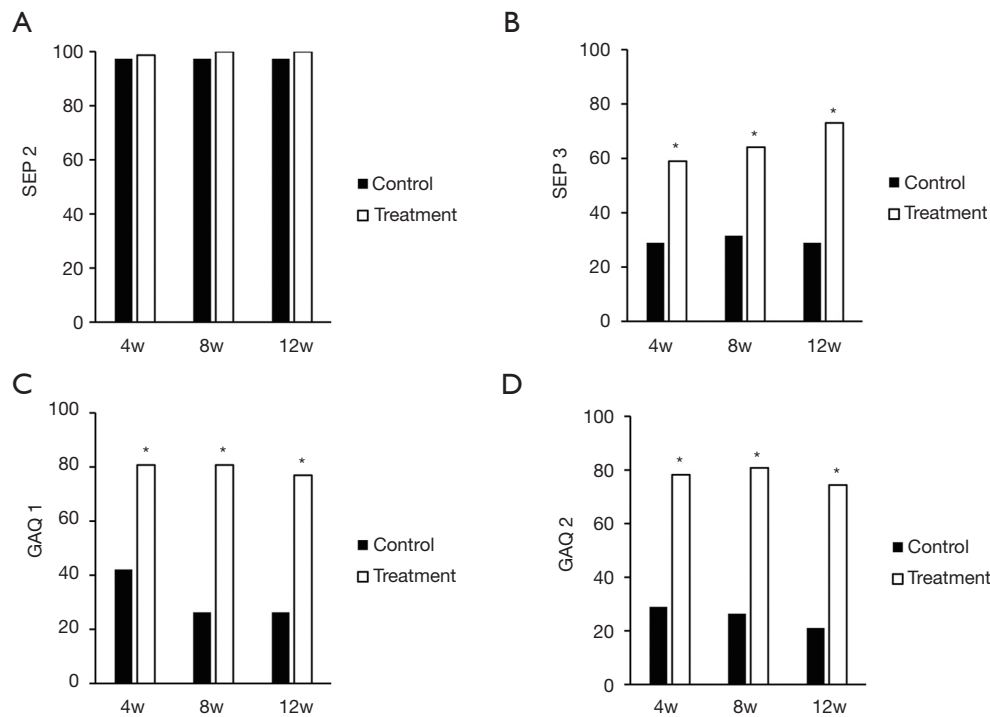 A
SEP 2
100
80
60
40
20
0
4w
8w
12w
Control
Treatment
B
SEP 3
100
80
60
40
20
0
*
*
*
4w
8w
12w
Control
Treatment
C
GAQ 1
100
80
60
40
20
0
*
*
*
4w
8w
12w
Control
Treatment
D
GAQ 2
100
80
60
40
20
0
*
*
*
4w
8w
12w
Control
Treatment